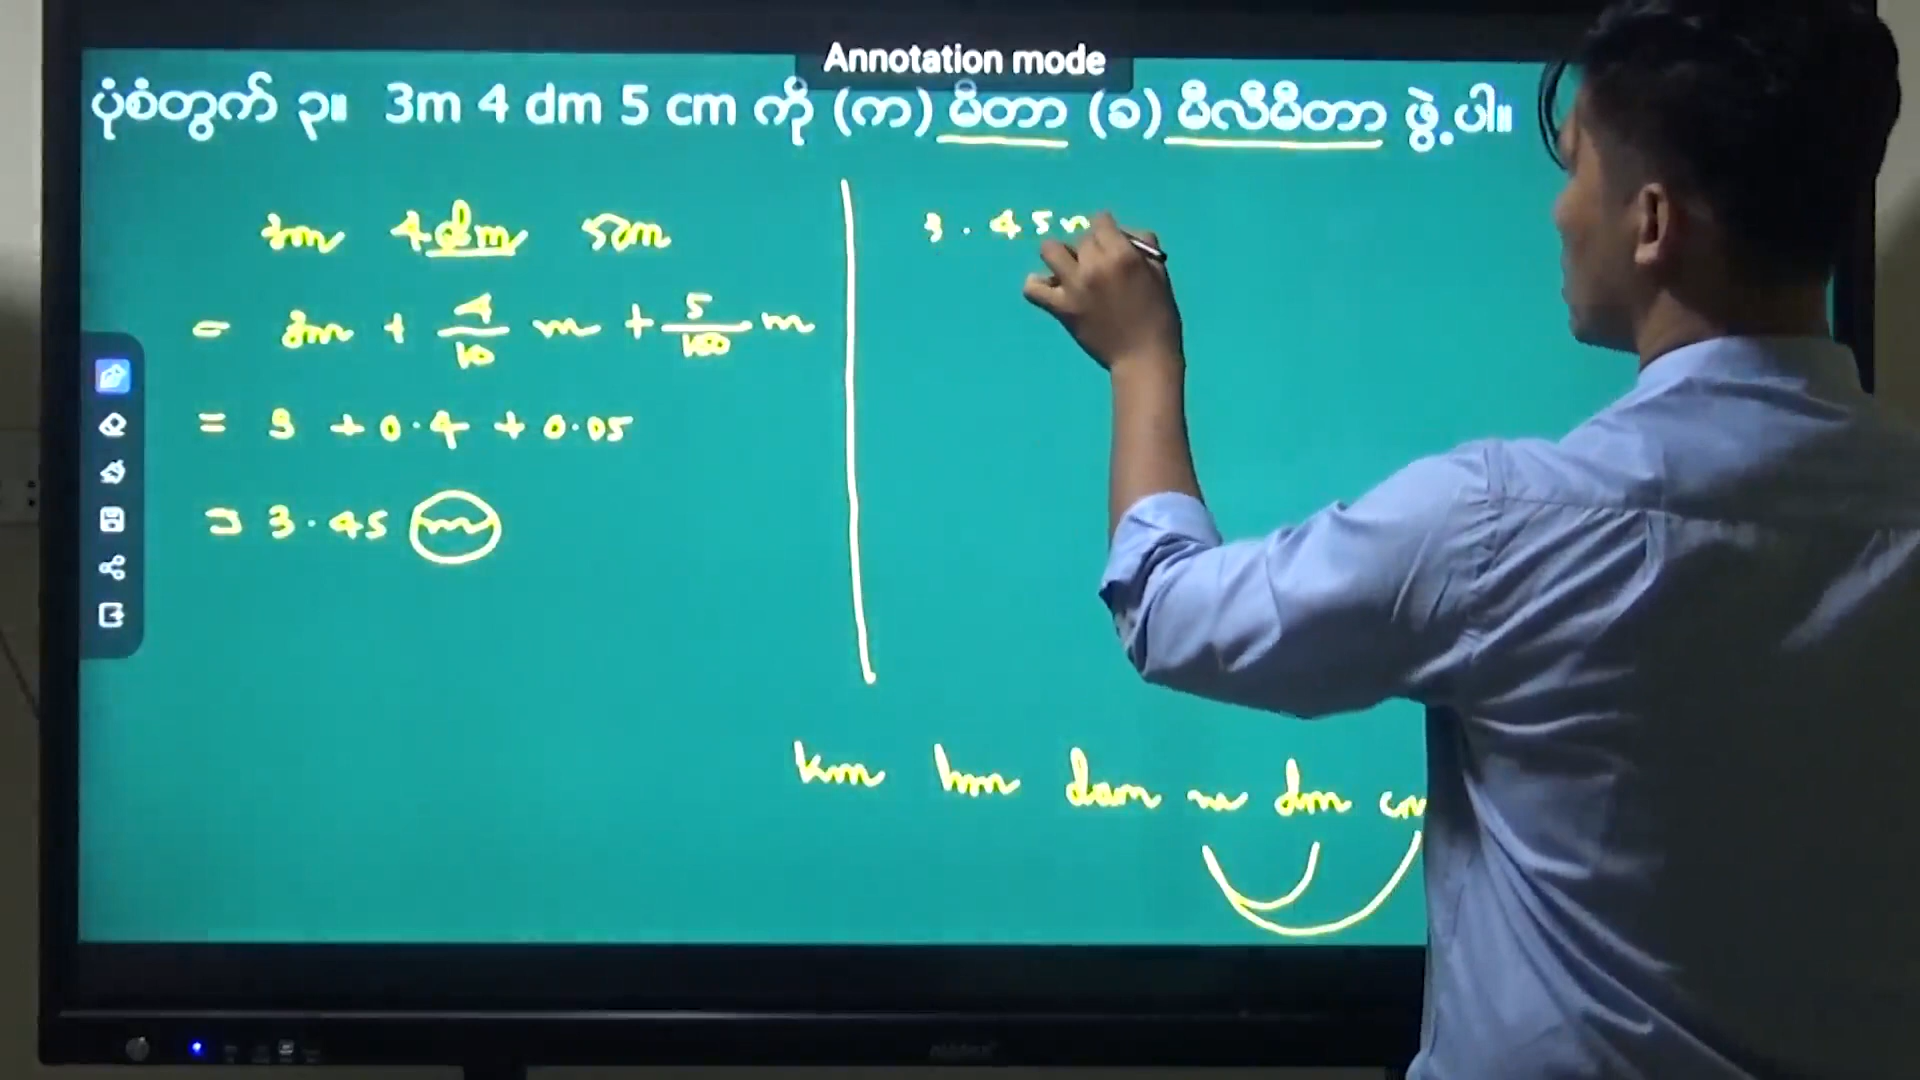 Annotation mode
ပုံစံတွက် ၃။ 3m 4 dm 5 cm ကို (က) မီတာ (ခ) မီလီမီတာ ဖွဲ့ပါ။
3m 4dm 5cm
= 3m + 4/10 m + 5/100 m
= 3 + 0.4 + 0.05
= 3.45 m
3.45m
km hm dam m dm cm